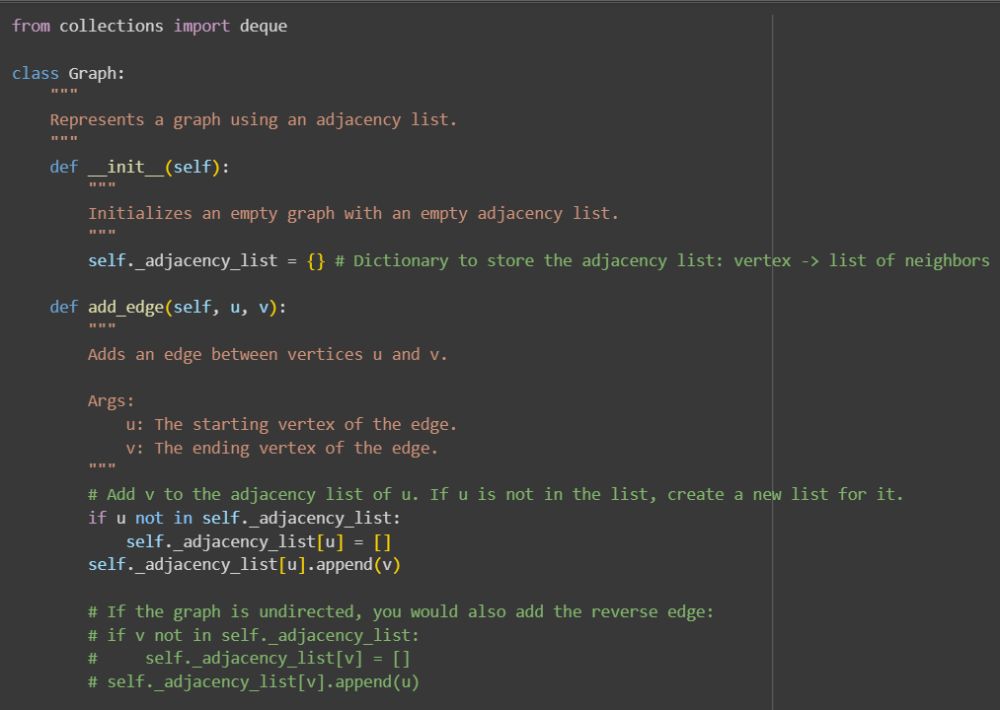 from collections import deque
class Graph:
    """
    Represents a graph using an adjacency list.
    """
    def __init__(self):
        """
        Initializes an empty graph with an empty adjacency list.
        """
        self._adjacency_list = {} # Dictionary to store the adjacency list: vertex -> list of neighbors
    def add_edge(self, u, v):
        """
        Adds an edge between vertices u and v.
        Args:
            u: The starting vertex of the edge.
            v: The ending vertex of the edge.
        """
        # Add v to the adjacency list of u. If u is not in the list, create a new list for it.
        if u not in self._adjacency_list:
            self._adjacency_list[u] = []
        self._adjacency_list[u].append(v)
        # If the graph is undirected, you would also add the reverse edge:
        # if v not in self._adjacency_list:
        #     self._adjacency_list[v] = []
        # self._adjacency_list[v].append(u)